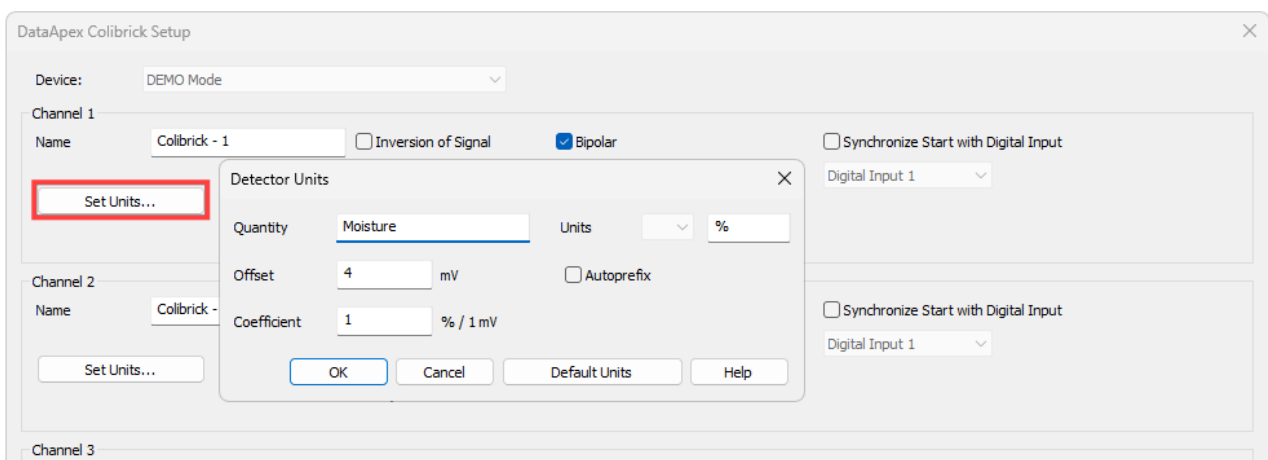 DataApex Colibrick Setup
Device: DEMO Mode
Channel 1
Name Colibrick - 1 Inversion of Signal Bipolar Synchronize Start with Digital Input
Digital Input 1
Set Units...
Detector Units
Quantity Moisture Units %
Offset 4 mV Autoprefix
Coefficient 1 % / 1 mV
OK Cancel Default Units Help
Channel 2
Name Colibrick - Synchronize Start with Digital Input
Digital Input 1
Set Units...
Channel 3